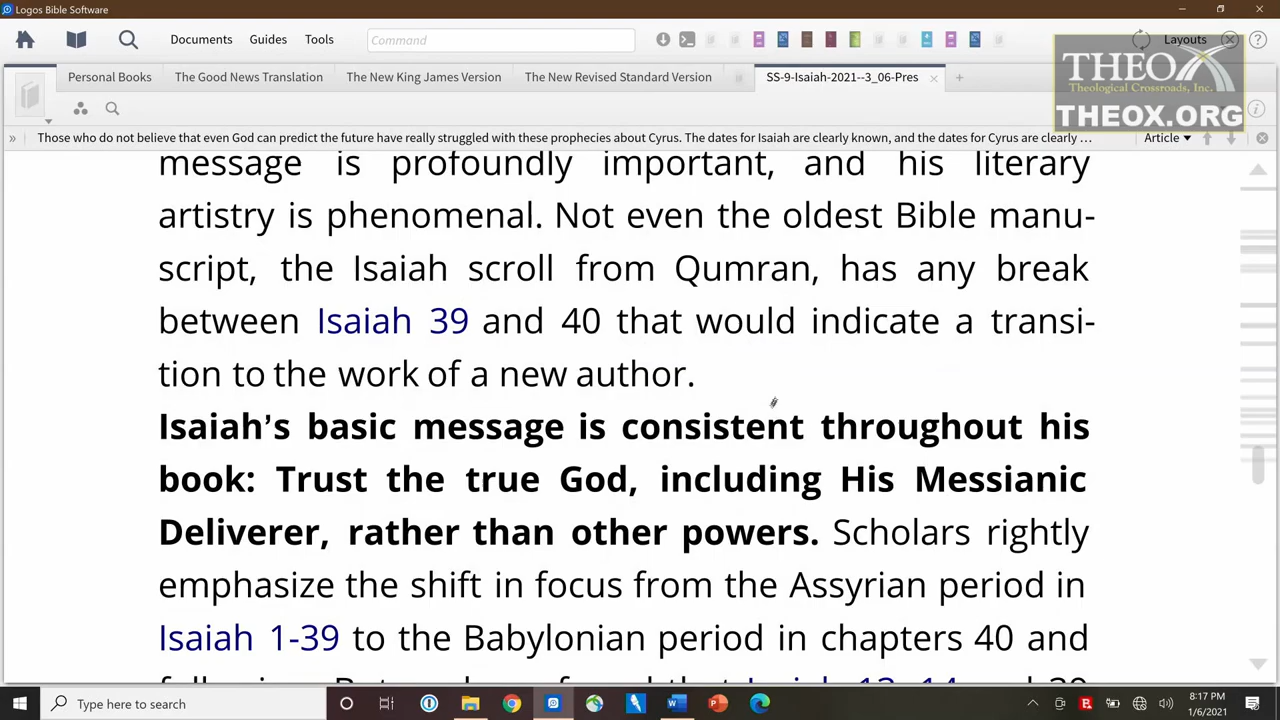 Logos Bible Software
Documents Guides Tools Command Layouts
THEOX
Theological Crossroads, Inc.
THEOX.ORG
Personal Books The Good News Translation The New King James Version The New Revised Standard Version SS-9-Isaiah-2021--3_06-Pres
Those who do not believe that even God can predict the future have really struggled with these prophecies about Cyrus. The dates for Isaiah are clearly known, and the dates for Cyrus are clearly … Article
message is profoundly important, and his literary
artistry is phenomenal. Not even the oldest Bible manu-
script, the Isaiah scroll from Qumran, has any break
between Isaiah 39 and 40 that would indicate a transi-
tion to the work of a new author.
Isaiah's basic message is consistent throughout his
book: Trust the true God, including His Messianic
Deliverer, rather than other powers. Scholars rightly
emphasize the shift in focus from the Assyrian period in
Isaiah 1-39 to the Babylonian period in chapters 40 and
Type here to search
8:17 PM
1/6/2021